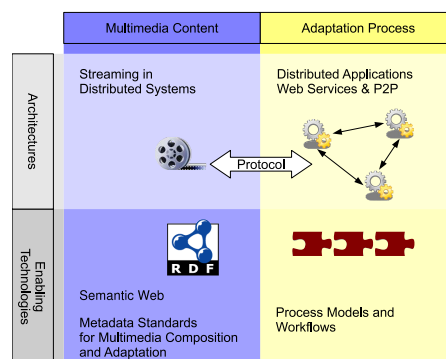 Multimedia Content
Adaptation Process
Architectures
Streaming in
Distributed Systems
Distributed Applications
Web Services & P2P
Protocol
Enabling
Technologies
RDF
Semantic Web
Metadata Standards
for Multimedia Composition
and Adaptation
Process Models and
Workflows